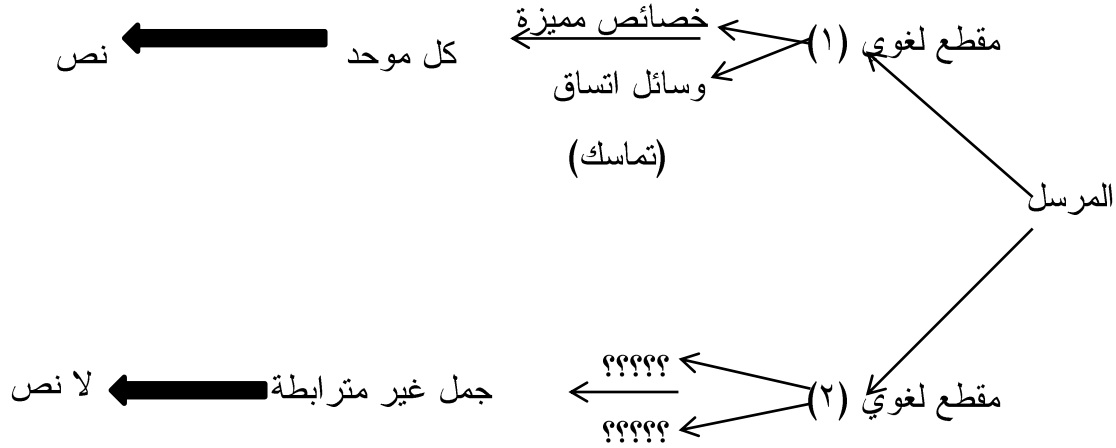 مقطع لغوي (١)
خصائص مميزة
وسائل اتساق
(تماسك)
كل موحد
نص
المرسل
مقطع لغوي (٢)
؟؟؟؟؟
؟؟؟؟؟
جمل غير مترابطة
لا نص